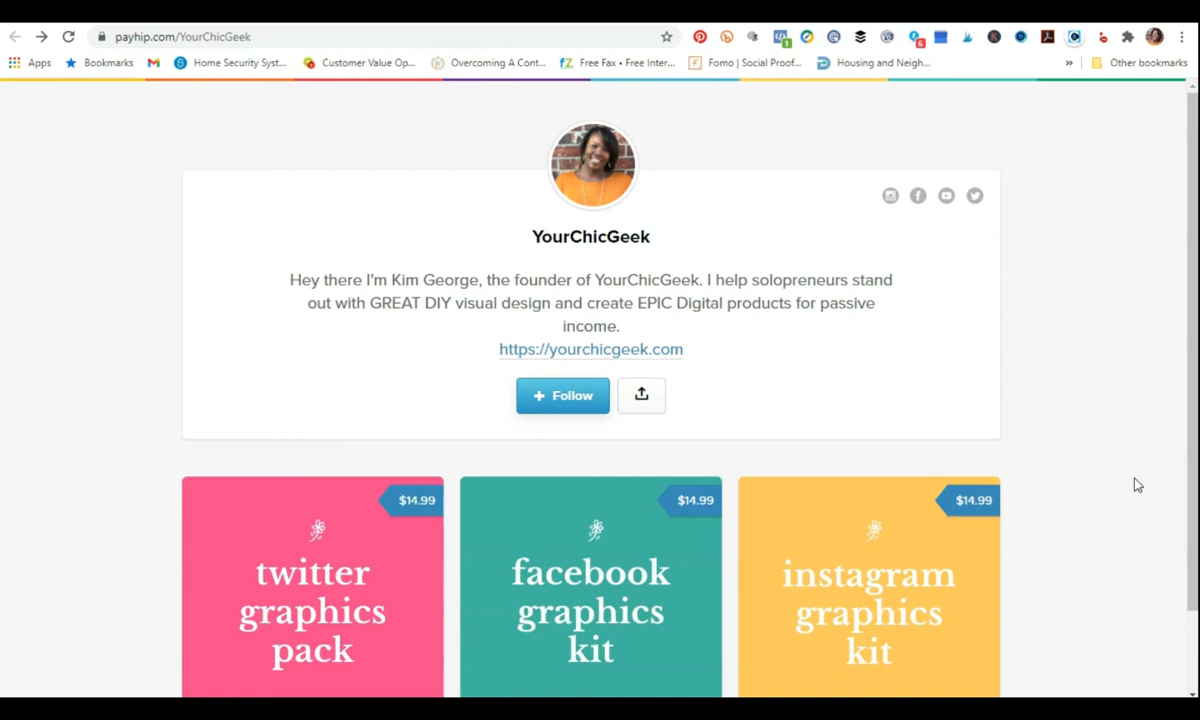 payhip.com/YourChicGeek
6
1
Apps
Bookmarks
Home Security Syst...
Customer Value Op...
Overcoming A Cont...
Free Fax • Free Inter...
Fomo | Social Proof...
Housing and Neigh...
»
Other bookmarks
YourChicGeek
Hey there I'm Kim George, the founder of YourChicGeek. I help solopreneurs stand
out with GREAT DIY visual design and create EPIC Digital products for passive
income.
https://yourchicgeek.com
+ Follow
$14.99
twitter
graphics
pack
$14.99
facebook
graphics
kit
$14.99
instagram
graphics
kit